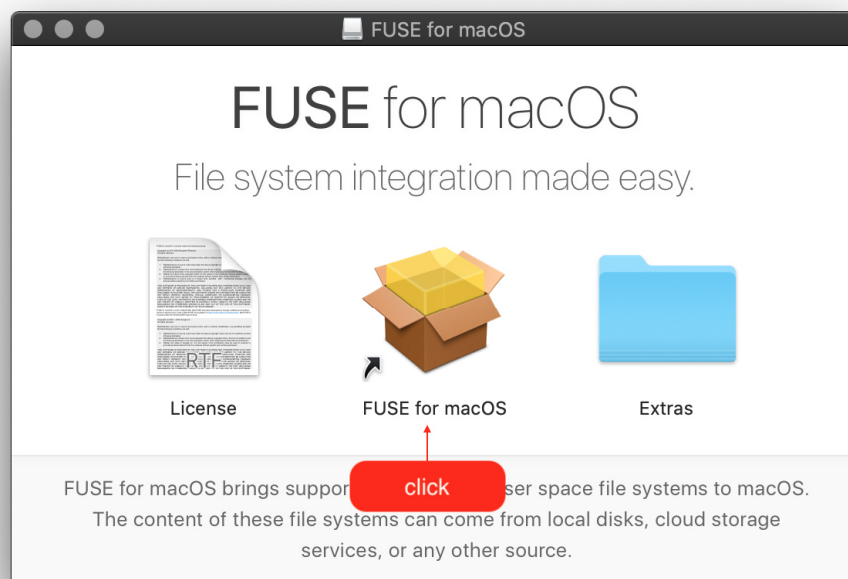 FUSE for macOS
FUSE for macOS
File system integration made easy.
RTF
License
FUSE for macOS
Extras
FUSE for macOS brings suppor click ser space file systems to macOS.
The content of these file systems can come from local disks, cloud storage
services, or any other source.